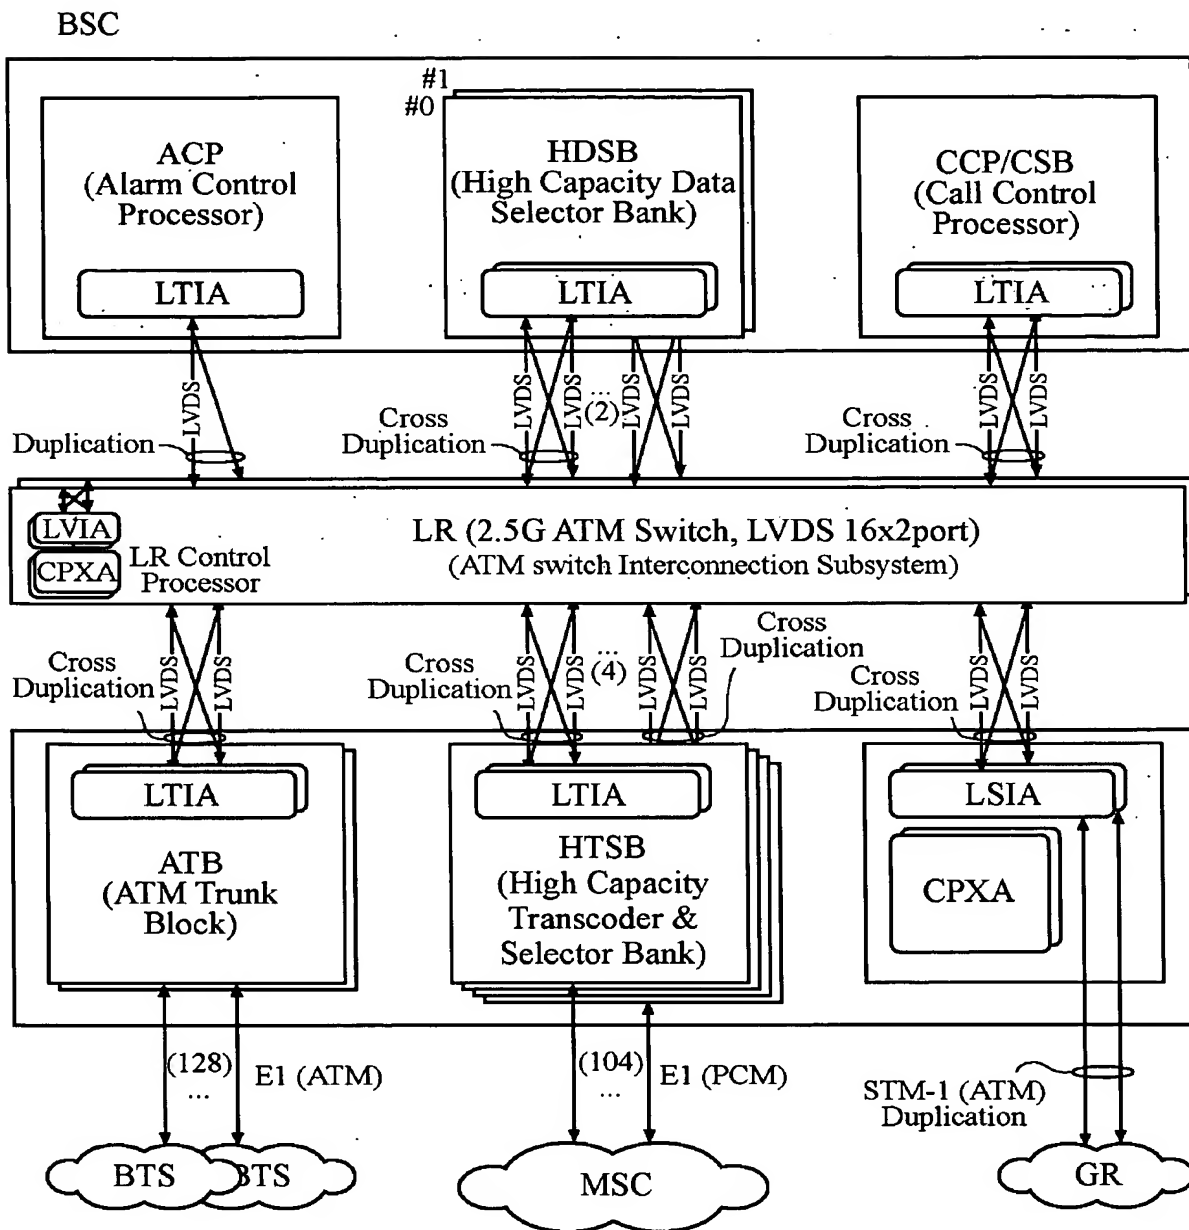 BSC
#1
#0
ACP
(Alarm Control
Processor)
LTIA
HDSB
(High Capacity Data
Selector Bank)
LTIA
CCP/CSB
(Call Control
Processor)
LTIA
Duplication
LVDS
Cross
Duplication
LVDS
LVDS
...
(2)
LVDS
LVDS
Cross
Duplication
LVDS
LVDS
LVIA
CPXA
LR Control
Processor
LR (2.5G ATM Switch, LVDS 16x2port)
(ATM switch Interconnection Subsystem)
Cross
Duplication
LVDS
LVDS
Cross
Duplication
LVDS
LVDS
...
(4)
LVDS
LVDS
Cross
Duplication
Cross
Duplication
LVDS
LVDS
LTIA
ATB
(ATM Trunk
Block)
LTIA
HTSB
(High Capacity
Transcoder &
Selector Bank)
LSIA
CPXA
(128)
...
E1 (ATM)
(104)
...
E1 (PCM)
STM-1 (ATM)
Duplication
BTS
BTS
MSC
GR